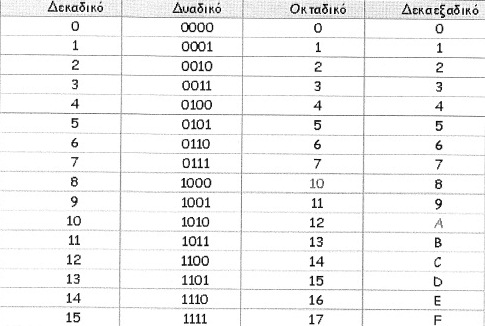 Δεκαδικό Δυαδικό Οκταδικό Δεκαεξαδικό
0 0000 0 0
1 0001 1 1
2 0010 2 2
3 0011 3 3
4 0100 4 4
5 0101 5 5
6 0110 6 6
7 0111 7 7
8 1000 10 8
9 1001 11 9
10 1010 12 A
11 1011 13 B
12 1100 14 C
13 1101 15 D
14 1110 16 E
15 1111 17 F